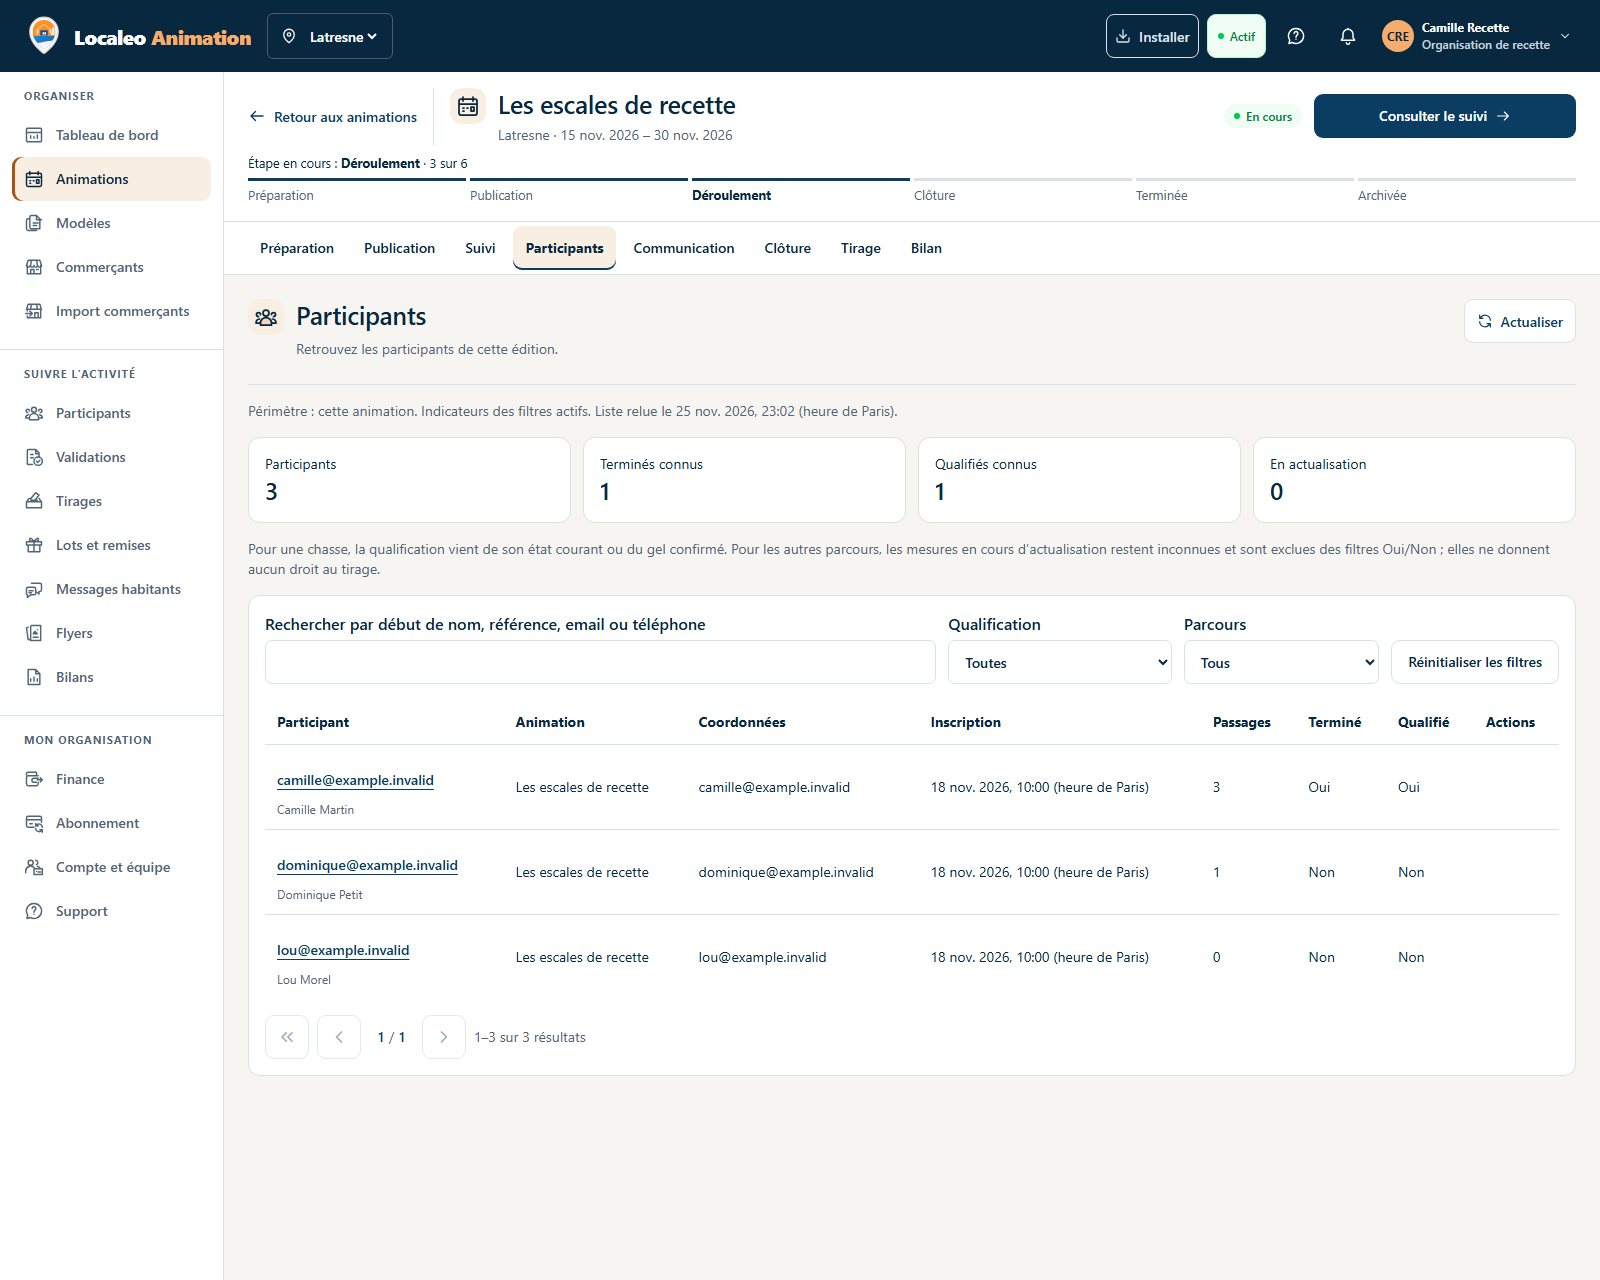 Localeo Animation
Latresne
Installer
Actif
CRE
Camille Recette
Organisation de recette
ORGANISER
Tableau de bord
Animations
Modèles
Commerçants
Import commerçants
SUIVRE L'ACTIVITÉ
Participants
Validations
Tirages
Lots et remises
Messages habitants
Flyers
Bilans
MON ORGANISATION
Finance
Abonnement
Compte et équipe
Support
Retour aux animations
Les escales de recette
Latresne · 15 nov. 2026 – 30 nov. 2026
En cours
Consulter le suivi
Étape en cours : Déroulement · 3 sur 6
Préparation
Publication
Déroulement
Clôture
Terminée
Archivée
Préparation
Publication
Suivi
Participants
Communication
Clôture
Tirage
Bilan
Participants
Retrouvez les participants de cette édition.
Actualiser
Périmètre : cette animation. Indicateurs des filtres actifs. Liste relue le 25 nov. 2026, 23:02 (heure de Paris).
Participants
3
Terminés connus
1
Qualifiés connus
1
En actualisation
0
Pour une chasse, la qualification vient de son état courant ou du gel confirmé. Pour les autres parcours, les mesures en cours d'actualisation restent inconnues et sont exclues des filtres Oui/Non ; elles ne donnent
aucun droit au tirage.
Rechercher par début de nom, référence, email ou téléphone
Qualification
Toutes
Parcours
Tous
Réinitialiser les filtres
Participant Animation Coordonnées Inscription Passages Terminé Qualifié Actions
camille@example.invalid
Camille Martin
Les escales de recette camille@example.invalid 18 nov. 2026, 10:00 (heure de Paris) 3 Oui Oui
dominique@example.invalid
Dominique Petit
Les escales de recette dominique@example.invalid 18 nov. 2026, 10:00 (heure de Paris) 1 Non Non
lou@example.invalid
Lou Morel
Les escales de recette lou@example.invalid 18 nov. 2026, 10:00 (heure de Paris) 0 Non Non
1 / 1
1–3 sur 3 résultats